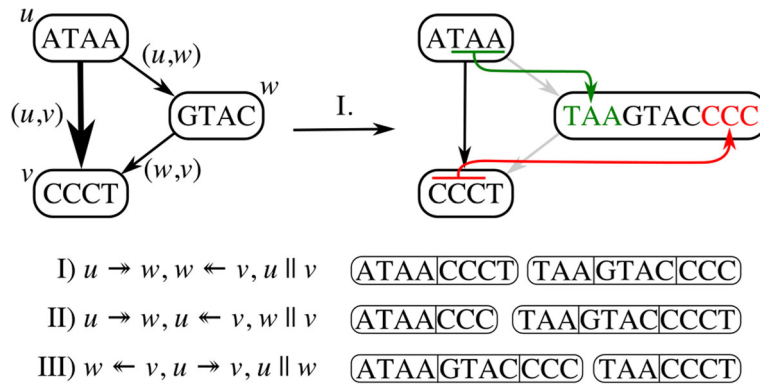 u
ATAA
(u,w)
w
(u,v)
GTAC
v
(w,v)
CCCT
I.
ATAA
TAAGTACCCC
CCCT
I) u ↠ w, w ↞ v, u ∥ v ATAA|CCCT TAA|GTAC|CCC
II) u ↠ w, u ↞ v, w ∥ v ATAA|CCC TAA|GTAC|CCCT
III) w ↞ v, u ↠ v, u ∥ w ATAA|GTAC|CCC TAA|CCCT